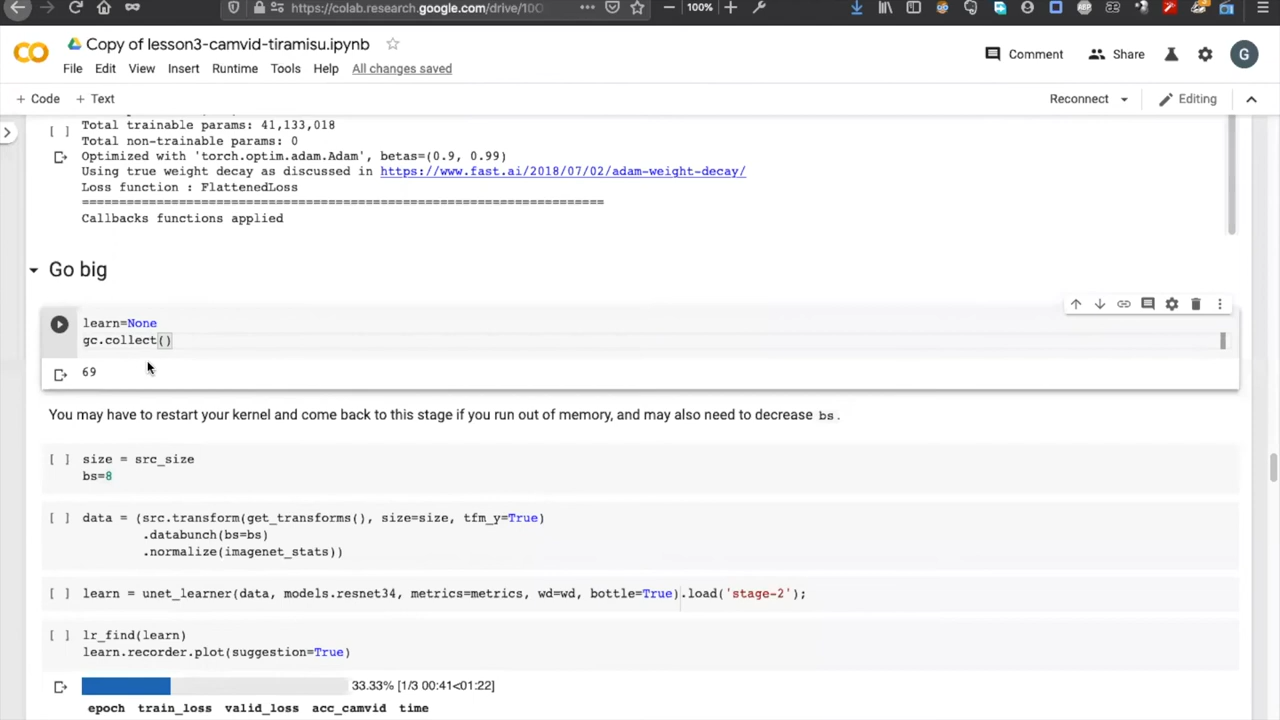 https://colab.research.google.com/drive/100
100%
Copy of lesson3-camvid-tiramisu.ipynb
File Edit View Insert Runtime Tools Help All changes saved
Comment Share G
+ Code + Text
Reconnect Editing
Total trainable params: 41,133,018
[ ] Total non-trainable params: 0
Optimized with 'torch.optim.adam.Adam', betas=(0.9, 0.99)
Using true weight decay as discussed in https://www.fast.ai/2018/07/02/adam-weight-decay/
Loss function : FlattenedLoss
======================================================================
Callbacks functions applied
Go big
learn=None
gc.collect()
69
You may have to restart your kernel and come back to this stage if you run out of memory, and may also need to decrease bs.
[ ] size = src_size
bs=8
[ ] data = (src.transform(get_transforms(), size=size, tfm_y=True)
.databunch(bs=bs)
.normalize(imagenet_stats))
[ ] learn = unet_learner(data, models.resnet34, metrics=metrics, wd=wd, bottle=True).load('stage-2');
[ ] lr_find(learn)
learn.recorder.plot(suggestion=True)
33.33% [1/3 00:41<01:22]
epoch train_loss valid_loss acc_camvid time